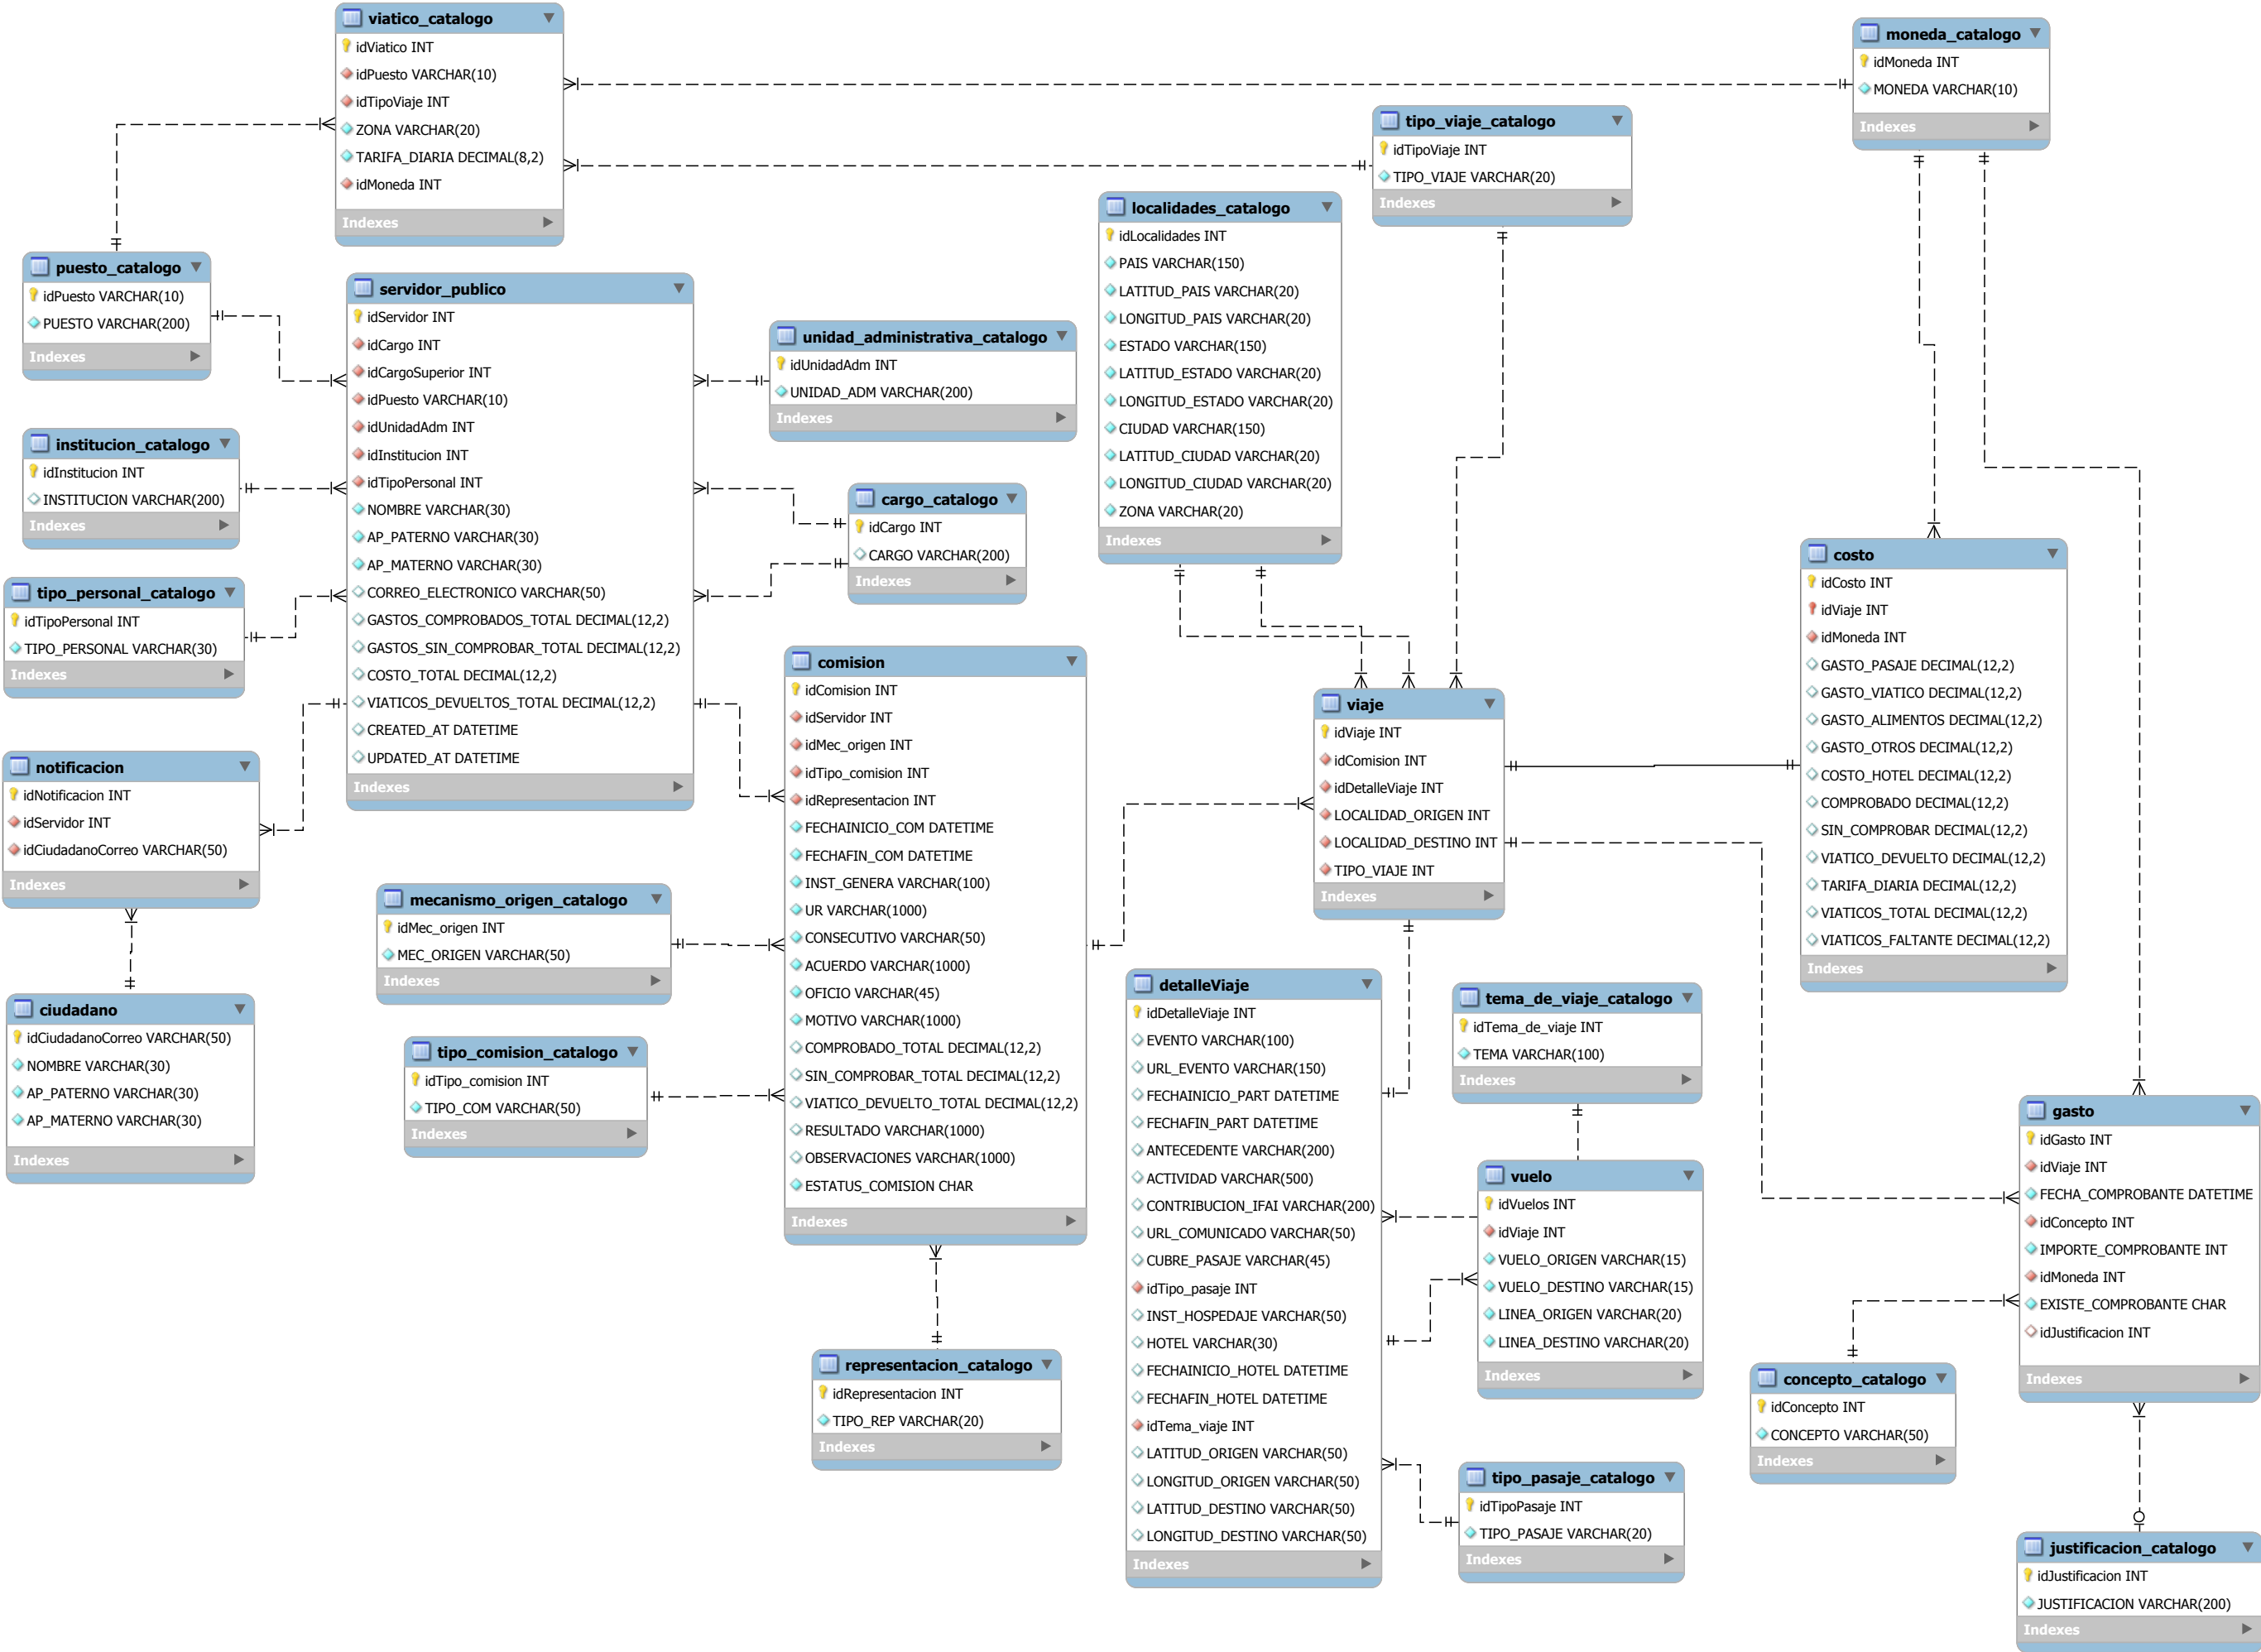 viatico_catalogo
idViatico INT
idPuesto VARCHAR(10)
idTipoViaje INT
ZONA VARCHAR(20)
TARIFA_DIARIA DECIMAL(8,2)
idMoneda INT
Indexes
moneda_catalogo
idMoneda INT
MONEDA VARCHAR(10)
Indexes
tipo_viaje_catalogo
idTipoViaje INT
TIPO_VIAJE VARCHAR(20)
Indexes
localidades_catalogo
idLocalidades INT
PAIS VARCHAR(150)
LATITUD_PAIS VARCHAR(20)
LONGITUD_PAIS VARCHAR(20)
ESTADO VARCHAR(150)
LATITUD_ESTADO VARCHAR(20)
LONGITUD_ESTADO VARCHAR(20)
CIUDAD VARCHAR(150)
LATITUD_CIUDAD VARCHAR(20)
LONGITUD_CIUDAD VARCHAR(20)
ZONA VARCHAR(20)
Indexes
puesto_catalogo
idPuesto VARCHAR(10)
PUESTO VARCHAR(200)
Indexes
servidor_publico
idServidor INT
idCargo INT
idCargoSuperior INT
idPuesto VARCHAR(10)
idUnidadAdm INT
idInstitucion INT
idTipoPersonal INT
NOMBRE VARCHAR(30)
AP_PATERNO VARCHAR(30)
AP_MATERNO VARCHAR(30)
CORREO_ELECTRONICO VARCHAR(50)
GASTOS_COMPROBADOS_TOTAL DECIMAL(12,2)
GASTOS_SIN_COMPROBAR_TOTAL DECIMAL(12,2)
COSTO_TOTAL DECIMAL(12,2)
VIATICOS_DEVUELTOS_TOTAL DECIMAL(12,2)
CREATED_AT DATETIME
UPDATED_AT DATETIME
Indexes
unidad_administrativa_catalogo
idUnidadAdm INT
UNIDAD_ADM VARCHAR(200)
Indexes
institucion_catalogo
idInstitucion INT
INSTITUCION VARCHAR(200)
Indexes
cargo_catalogo
idCargo INT
CARGO VARCHAR(200)
Indexes
tipo_personal_catalogo
idTipoPersonal INT
TIPO_PERSONAL VARCHAR(30)
Indexes
costo
idCosto INT
idViaje INT
idMoneda INT
GASTO_PASAJE DECIMAL(12,2)
GASTO_VIATICO DECIMAL(12,2)
GASTO_ALIMENTOS DECIMAL(12,2)
GASTO_OTROS DECIMAL(12,2)
COSTO_HOTEL DECIMAL(12,2)
COMPROBADO DECIMAL(12,2)
SIN_COMPROBAR DECIMAL(12,2)
VIATICO_DEVUELTO DECIMAL(12,2)
TARIFA_DIARIA DECIMAL(12,2)
VIATICOS_TOTAL DECIMAL(12,2)
VIATICOS_FALTANTE DECIMAL(12,2)
Indexes
comision
idComision INT
idServidor INT
idMec_origen INT
idTipo_comision INT
idRepresentacion INT
FECHAINICIO_COM DATETIME
FECHAFIN_COM DATETIME
INST_GENERA VARCHAR(100)
UR VARCHAR(1000)
CONSECUTIVO VARCHAR(50)
ACUERDO VARCHAR(1000)
OFICIO VARCHAR(45)
MOTIVO VARCHAR(1000)
COMPROBADO_TOTAL DECIMAL(12,2)
SIN_COMPROBAR_TOTAL DECIMAL(12,2)
VIATICO_DEVUELTO_TOTAL DECIMAL(12,2)
RESULTADO VARCHAR(1000)
OBSERVACIONES VARCHAR(1000)
ESTATUS_COMISION CHAR
Indexes
viaje
idViaje INT
idComision INT
idDetalleViaje INT
LOCALIDAD_ORIGEN INT
LOCALIDAD_DESTINO INT
TIPO_VIAJE INT
Indexes
notificacion
idNotificacion INT
idServidor INT
idCiudadanoCorreo VARCHAR(50)
Indexes
mecanismo_origen_catalogo
idMec_origen INT
MEC_ORIGEN VARCHAR(50)
Indexes
ciudadano
idCiudadanoCorreo VARCHAR(50)
NOMBRE VARCHAR(30)
AP_PATERNO VARCHAR(30)
AP_MATERNO VARCHAR(30)
Indexes
tipo_comision_catalogo
idTipo_comision INT
TIPO_COM VARCHAR(50)
Indexes
detalleViaje
idDetalleViaje INT
EVENTO VARCHAR(100)
URL_EVENTO VARCHAR(150)
FECHAINICIO_PART DATETIME
FECHAFIN_PART DATETIME
ANTECEDENTE VARCHAR(200)
ACTIVIDAD VARCHAR(500)
CONTRIBUCION_IFAI VARCHAR(200)
URL_COMUNICADO VARCHAR(50)
CUBRE_PASAJE VARCHAR(45)
idTipo_pasaje INT
INST_HOSPEDAJE VARCHAR(50)
HOTEL VARCHAR(30)
FECHAINICIO_HOTEL DATETIME
FECHAFIN_HOTEL DATETIME
idTema_viaje INT
LATITUD_ORIGEN VARCHAR(50)
LONGITUD_ORIGEN VARCHAR(50)
LATITUD_DESTINO VARCHAR(50)
LONGITUD_DESTINO VARCHAR(50)
Indexes
tema_de_viaje_catalogo
idTema_de_viaje INT
TEMA VARCHAR(100)
Indexes
vuelo
idVuelos INT
idViaje INT
VUELO_ORIGEN VARCHAR(15)
VUELO_DESTINO VARCHAR(15)
LINEA_ORIGEN VARCHAR(20)
LINEA_DESTINO VARCHAR(20)
Indexes
gasto
idGasto INT
idViaje INT
FECHA_COMPROBANTE DATETIME
idConcepto INT
IMPORTE_COMPROBANTE INT
idMoneda INT
EXISTE_COMPROBANTE CHAR
idJustificacion INT
Indexes
representacion_catalogo
idRepresentacion INT
TIPO_REP VARCHAR(20)
Indexes
concepto_catalogo
idConcepto INT
CONCEPTO VARCHAR(50)
Indexes
tipo_pasaje_catalogo
idTipoPasaje INT
TIPO_PASAJE VARCHAR(20)
Indexes
justificacion_catalogo
idJustificacion INT
JUSTIFICACION VARCHAR(200)
Indexes